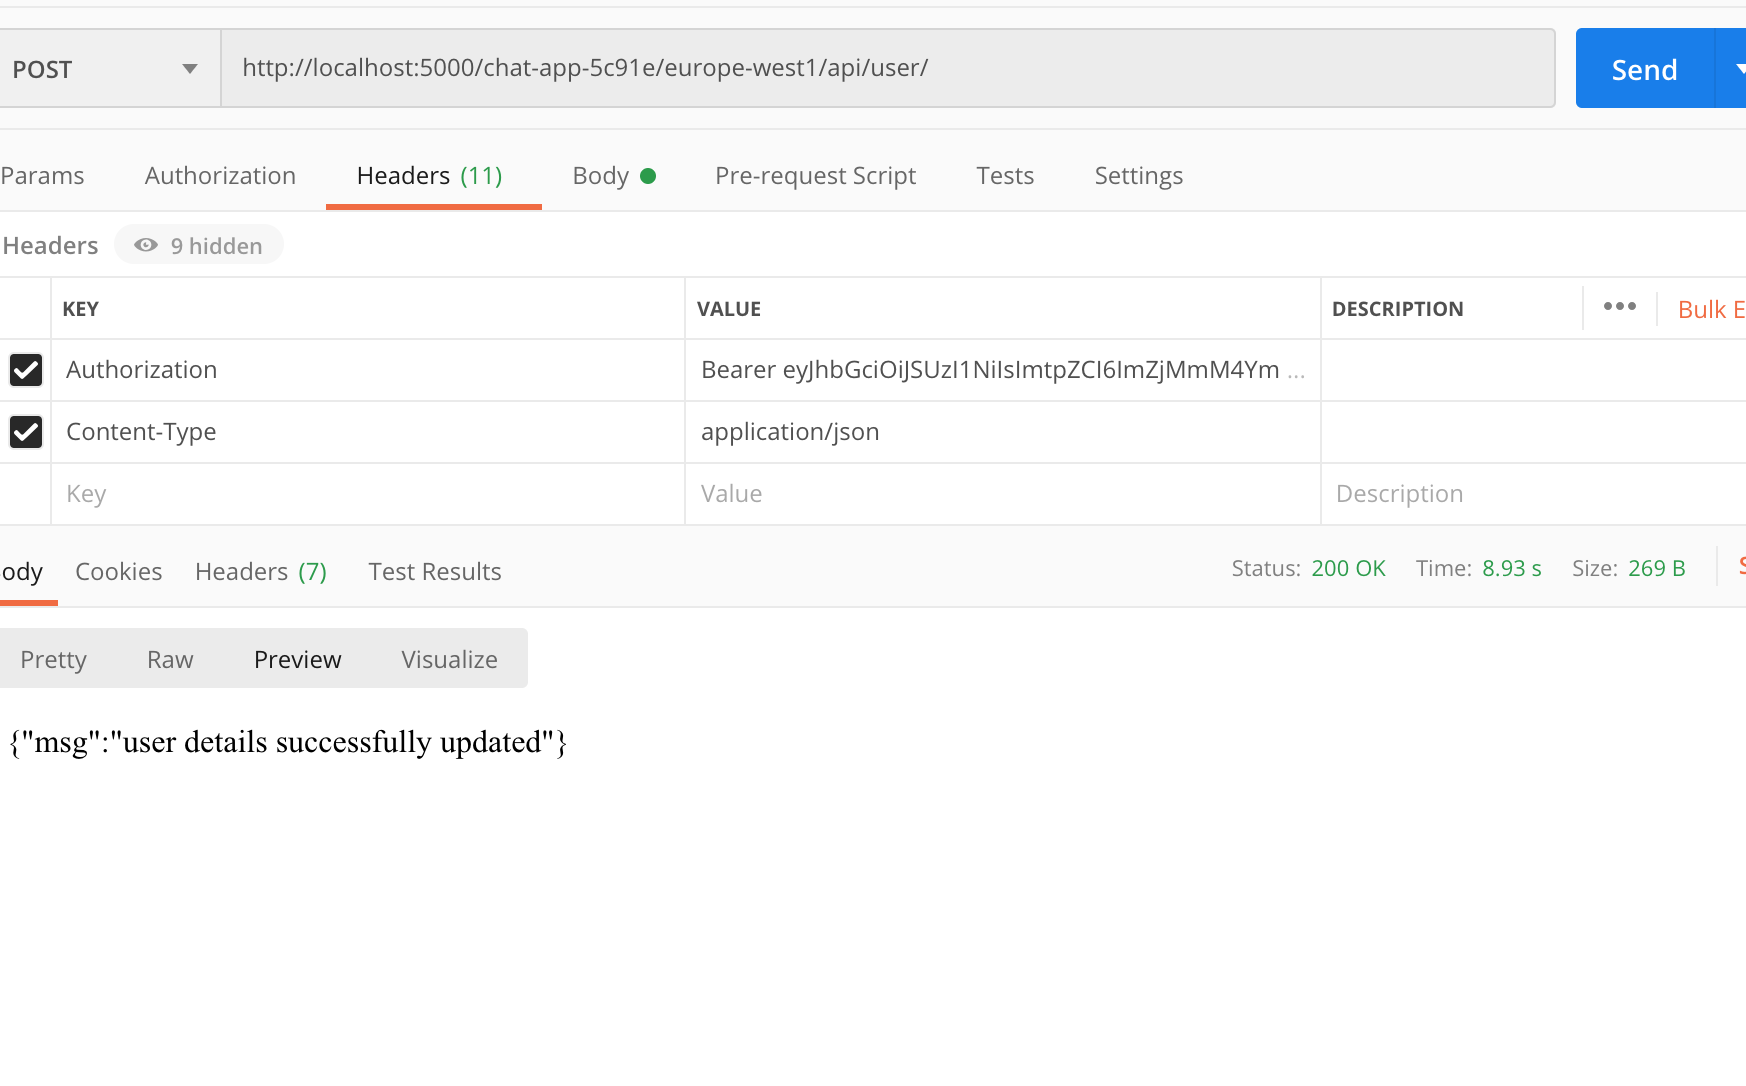 POST http://localhost:5000/chat-app-5c91e/europe-west1/api/user/ Send
Params Authorization Headers (11) Body Pre-request Script Tests Settings
Headers 9 hidden
KEY VALUE DESCRIPTION ••• Bulk E
Authorization Bearer eyJhbGciOiJSUzI1NiIsImtpZCI6ImZjMmM4Ym ...
Content-Type application/json
Key Value Description
ody Cookies Headers (7) Test Results Status: 200 OK Time: 8.93 s Size: 269 B S
Pretty Raw Preview Visualize
{"msg":"user details successfully updated"}